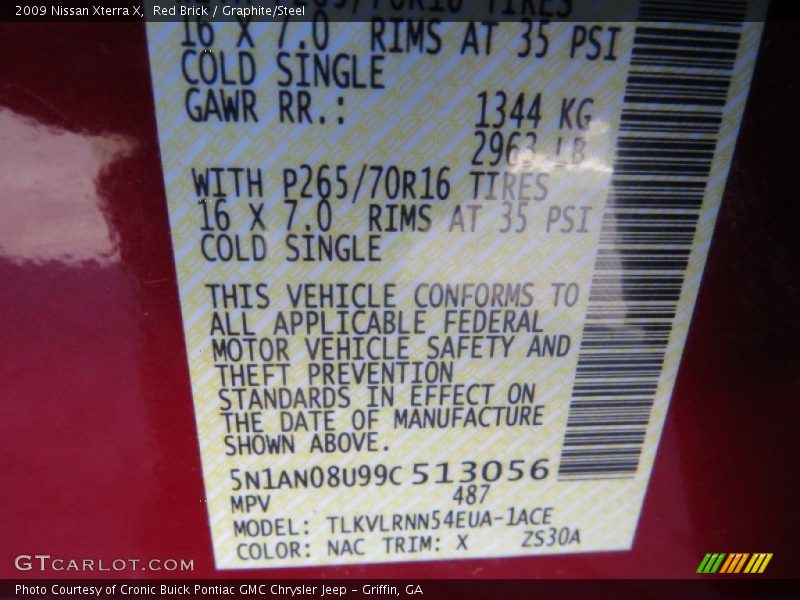 2009 Nissan Xterra X, Red Brick / Graphite/Steel
/70R16 TIRES
16 X 7.0 RIMS AT 35 PSI
COLD SINGLE
GAWR RR.: 1344 KG
2963 LB
WITH P265/70R16 TIRES
16 X 7.0 RIMS AT 35 PSI
COLD SINGLE
THIS VEHICLE CONFORMS TO
ALL APPLICABLE FEDERAL
MOTOR VEHICLE SAFETY AND
THEFT PREVENTION
STANDARDS IN EFFECT ON
THE DATE OF MANUFACTURE
SHOWN ABOVE.
5N1AN08U99C513056
MPV 487
MODEL: TLKVLRNN54EUA-1ACE
COLOR: NAC TRIM: X ZS30A
GTCARLOT.COM
Photo Courtesy of Cronic Buick Pontiac GMC Chrysler Jeep - Griffin, GA